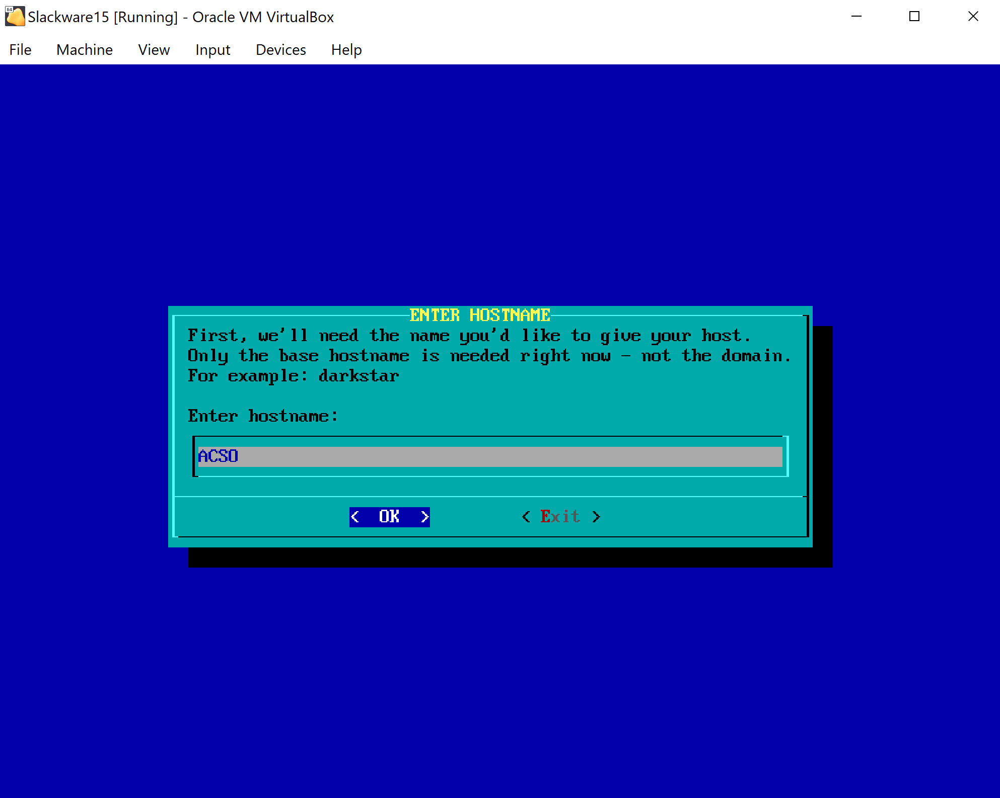 64
Slackware15 [Running] - Oracle VM VirtualBox
File Machine View Input Devices Help
ENTER HOSTNAME
First, we'll need the name you'd like to give your host.
Only the base hostname is needed right now - not the domain.
For example: darkstar
Enter hostname:
ACSO
< OK > < Exit >